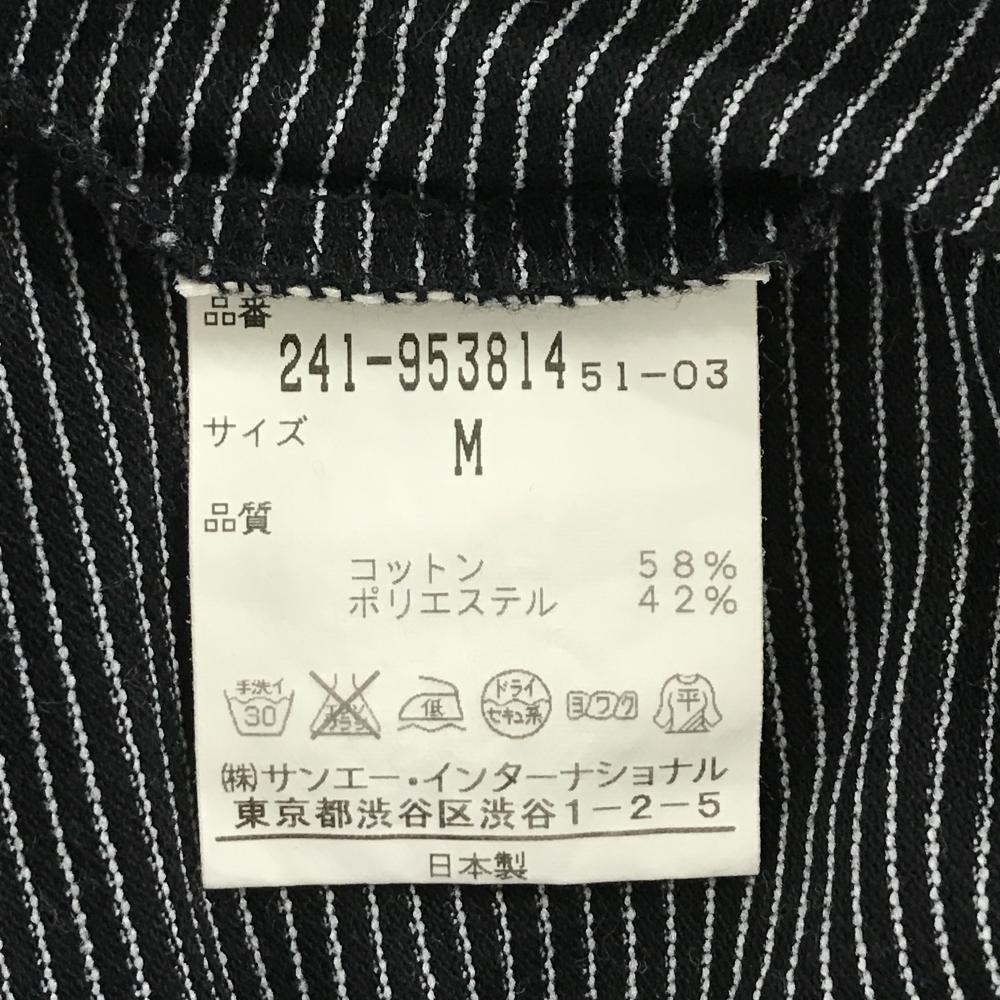 品番
241-953814 51-03
サイズ
M
品質
コットン 58%
ポリエステル 42%
手洗イ 30 低 ドライ セキュ系 ヨワク 平
㈱サンエー・インターナショナル
東京都渋谷区渋谷1-2-5
日本製